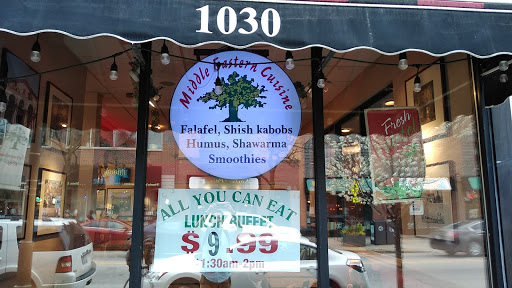 1030
Middle Eastern Cuisine
Falafel, Shish kabobs
Humus, Shawarma
Smoothies
ALL YOU CAN EAT
LUNCH BUFFET
$9.99
11:30am-2pm
Fresh